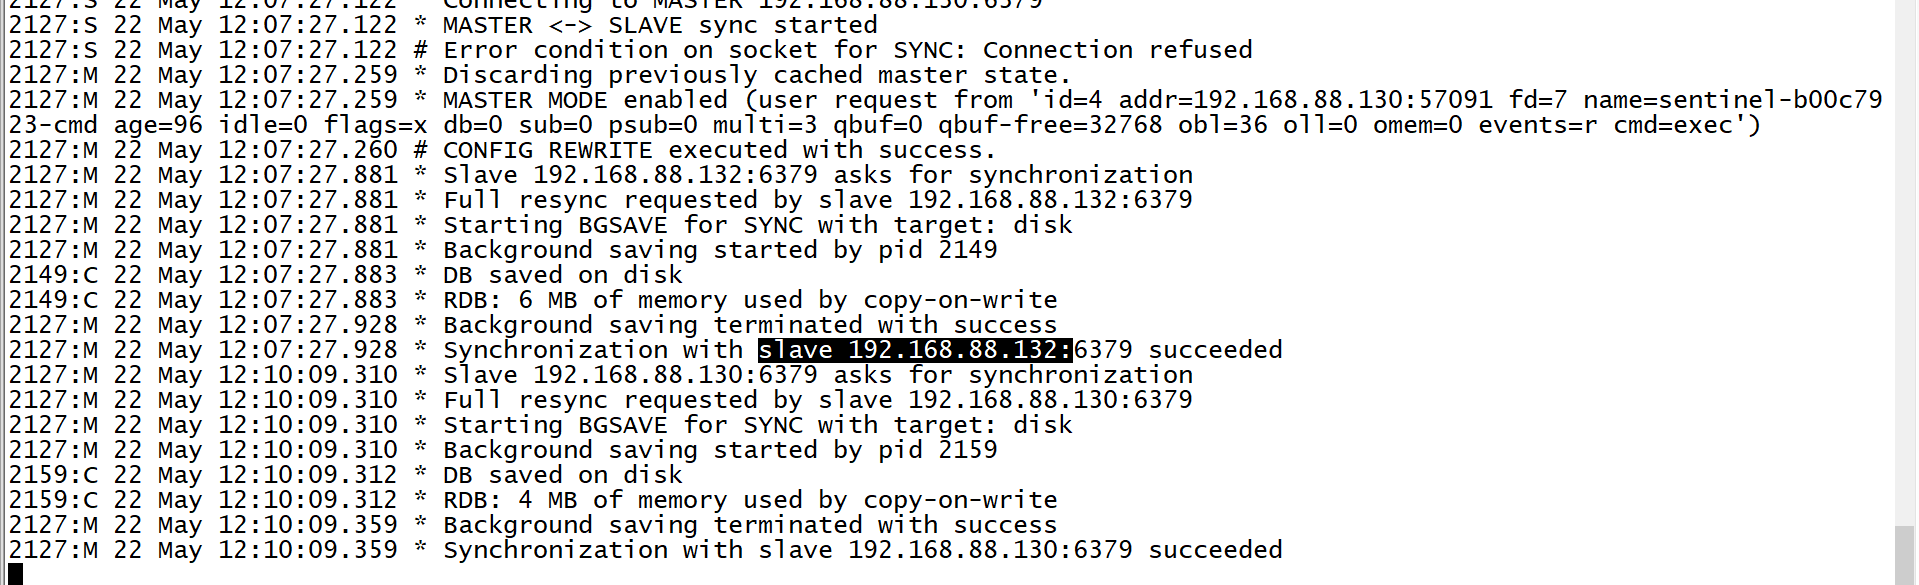 2127:S 22 May 12:07:27.122 * Connecting to MASTER 192.168.88.130:6379
2127:S 22 May 12:07:27.122 * MASTER <-> SLAVE sync started
2127:S 22 May 12:07:27.122 # Error condition on socket for SYNC: Connection refused
2127:M 22 May 12:07:27.259 * Discarding previously cached master state.
2127:M 22 May 12:07:27.259 * MASTER MODE enabled (user request from 'id=4 addr=192.168.88.130:57091 fd=7 name=sentinel-b00c79
23-cmd age=96 idle=0 flags=x db=0 sub=0 psub=0 multi=3 qbuf=0 qbuf-free=32768 obl=36 oll=0 omem=0 events=r cmd=exec')
2127:M 22 May 12:07:27.260 # CONFIG REWRITE executed with success.
2127:M 22 May 12:07:27.881 * Slave 192.168.88.132:6379 asks for synchronization
2127:M 22 May 12:07:27.881 * Full resync requested by slave 192.168.88.132:6379
2127:M 22 May 12:07:27.881 * Starting BGSAVE for SYNC with target: disk
2127:M 22 May 12:07:27.881 * Background saving started by pid 2149
2149:C 22 May 12:07:27.883 * DB saved on disk
2149:C 22 May 12:07:27.883 * RDB: 6 MB of memory used by copy-on-write
2127:M 22 May 12:07:27.928 * Background saving terminated with success
2127:M 22 May 12:07:27.928 * Synchronization with slave 192.168.88.132:6379 succeeded
2127:M 22 May 12:10:09.310 * Slave 192.168.88.130:6379 asks for synchronization
2127:M 22 May 12:10:09.310 * Full resync requested by slave 192.168.88.130:6379
2127:M 22 May 12:10:09.310 * Starting BGSAVE for SYNC with target: disk
2127:M 22 May 12:10:09.310 * Background saving started by pid 2159
2159:C 22 May 12:10:09.312 * DB saved on disk
2159:C 22 May 12:10:09.312 * RDB: 4 MB of memory used by copy-on-write
2127:M 22 May 12:10:09.359 * Background saving terminated with success
2127:M 22 May 12:10:09.359 * Synchronization with slave 192.168.88.130:6379 succeeded